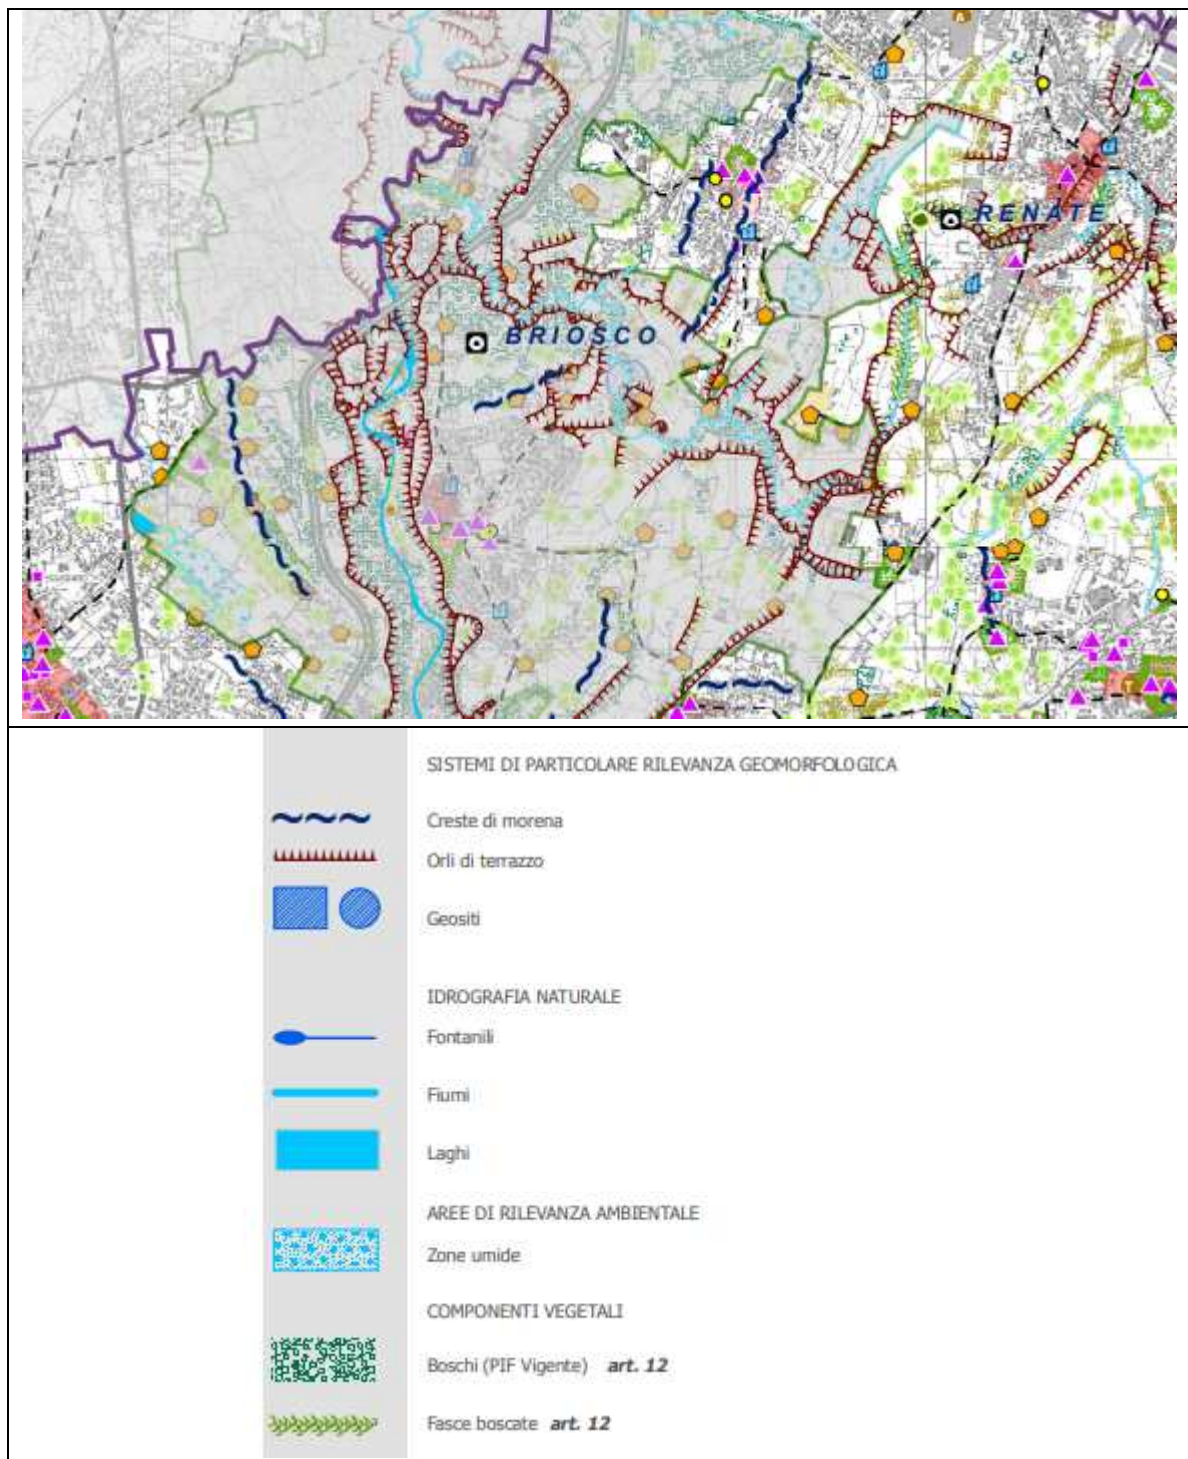 RENATE
BRIOSCO
SISTEMI DI PARTICOLARE RILEVANZA GEOMORFOLOGICA
Creste di morena
Orli di terrazzo
Geositi
IDROGRAFIA NATURALE
Fontanili
Fiumi
Laghi
AREE DI RILEVANZA AMBIENTALE
Zone umide
COMPONENTI VEGETALI
Boschi (PIF Vigente) art. 12
Fasce boscate art. 12